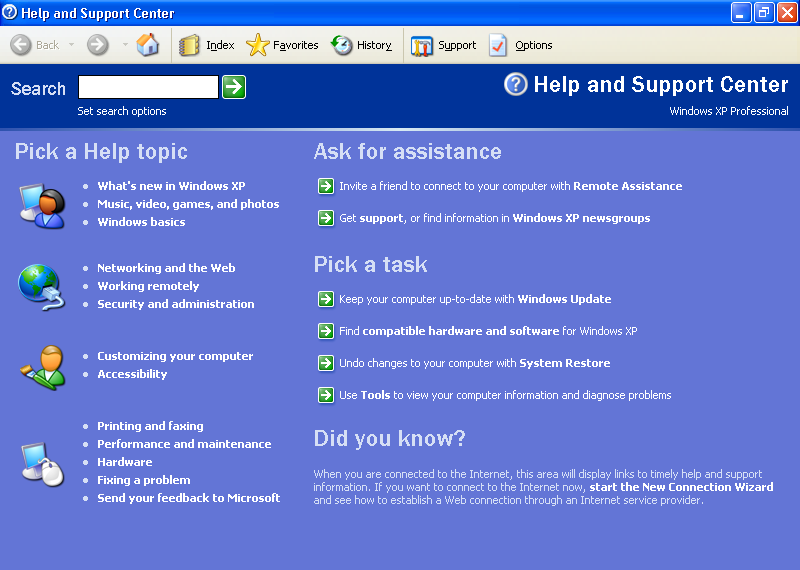 Help and Support Center
Back
Index
Favorites
History
Support
Options
Search
Set search options
Help and Support Center
Windows XP Professional
Pick a Help topic
What's new in Windows XP
Music, video, games, and photos
Windows basics
Networking and the Web
Working remotely
Security and administration
Customizing your computer
Accessibility
Printing and faxing
Performance and maintenance
Hardware
Fixing a problem
Send your feedback to Microsoft
Ask for assistance
Invite a friend to connect to your computer with Remote Assistance
Get support, or find information in Windows XP newsgroups
Pick a task
Keep your computer up-to-date with Windows Update
Find compatible hardware and software for Windows XP
Undo changes to your computer with System Restore
Use Tools to view your computer information and diagnose problems
Did you know?
When you are connected to the Internet, this area will display links to timely help and support
information. If you want to connect to the Internet now, start the New Connection Wizard
and see how to establish a Web connection through an Internet service provider.